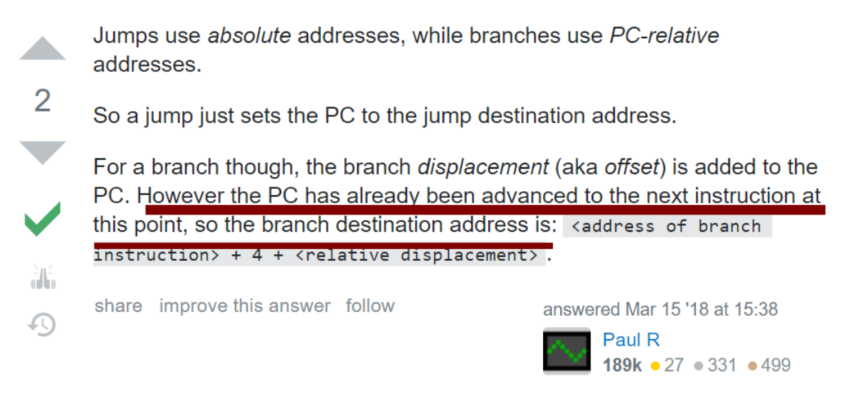 Jumps use absolute addresses, while branches use PC-relative
addresses.
So a jump just sets the PC to the jump destination address.
2
For a branch though, the branch displacement (aka offset) is added to the
PC. However the PC has already been advanced to the next instruction at
this point, so the branch destination address is: <address of branch
instruction> + 4 + <relative displacement> .
share improve this answer follow
answered Mar 15 '18 at 15:38
Paul R
189k 27 331 499